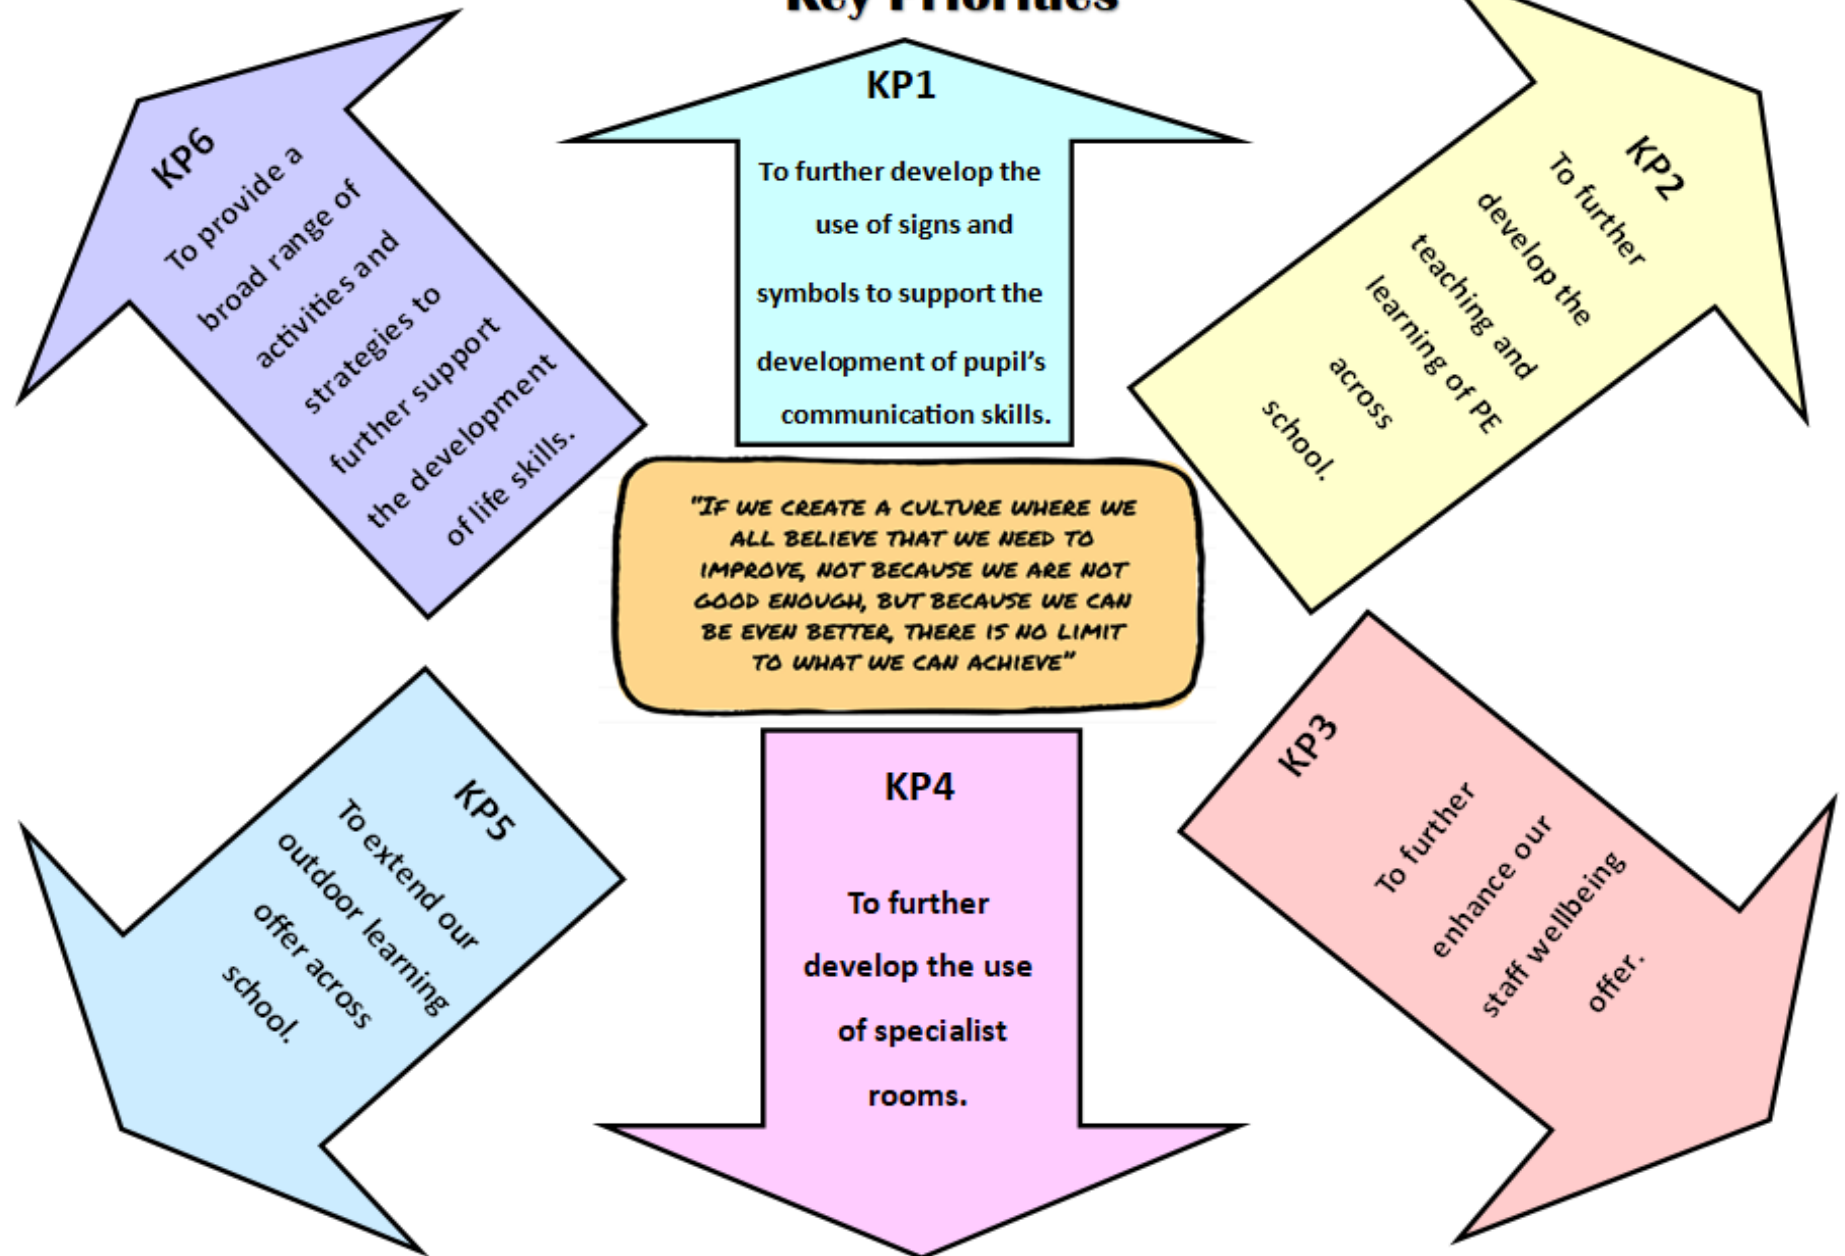 Key Priorities
KP1
To further develop the
use of signs and
symbols to support the
development of pupil’s
communication skills.
KP2
To further
develop the
teaching and
learning of PE
across
school.
KP3
To further
enhance our
staff wellbeing
offer.
KP4
To further
develop the use
of specialist
rooms.
KP5
To extend our
outdoor learning
offer across
school.
KP6
To provide a
broad range of
activities and
strategies to
further support
the development
of life skills.
"If we create a culture where we
all believe that we need to
improve, not because we are not
good enough, but because we can
be even better, there is no limit
to what we can achieve”